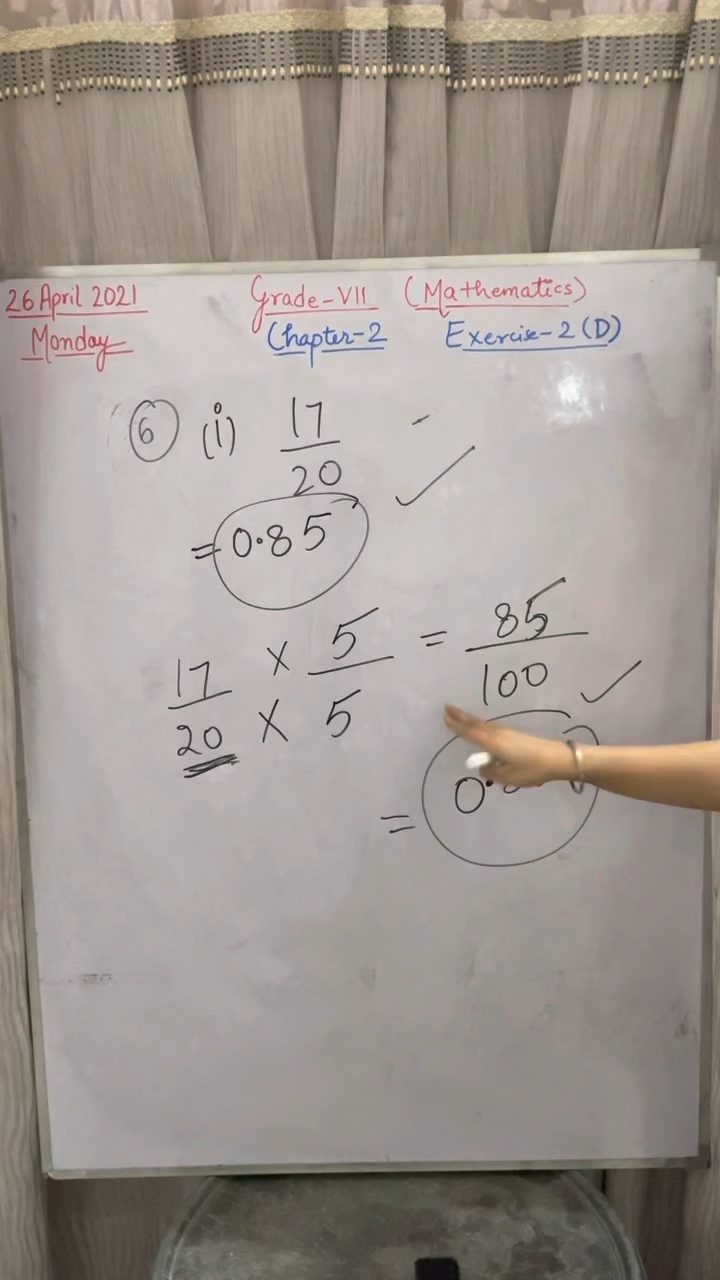 26 April 2021 Grade-VII (Mathematics)
Monday Chapter-2 Exercise-2(D)
6 (i) 17/20
= 0.85
17/20 × 5/5 = 85/100
= 0.